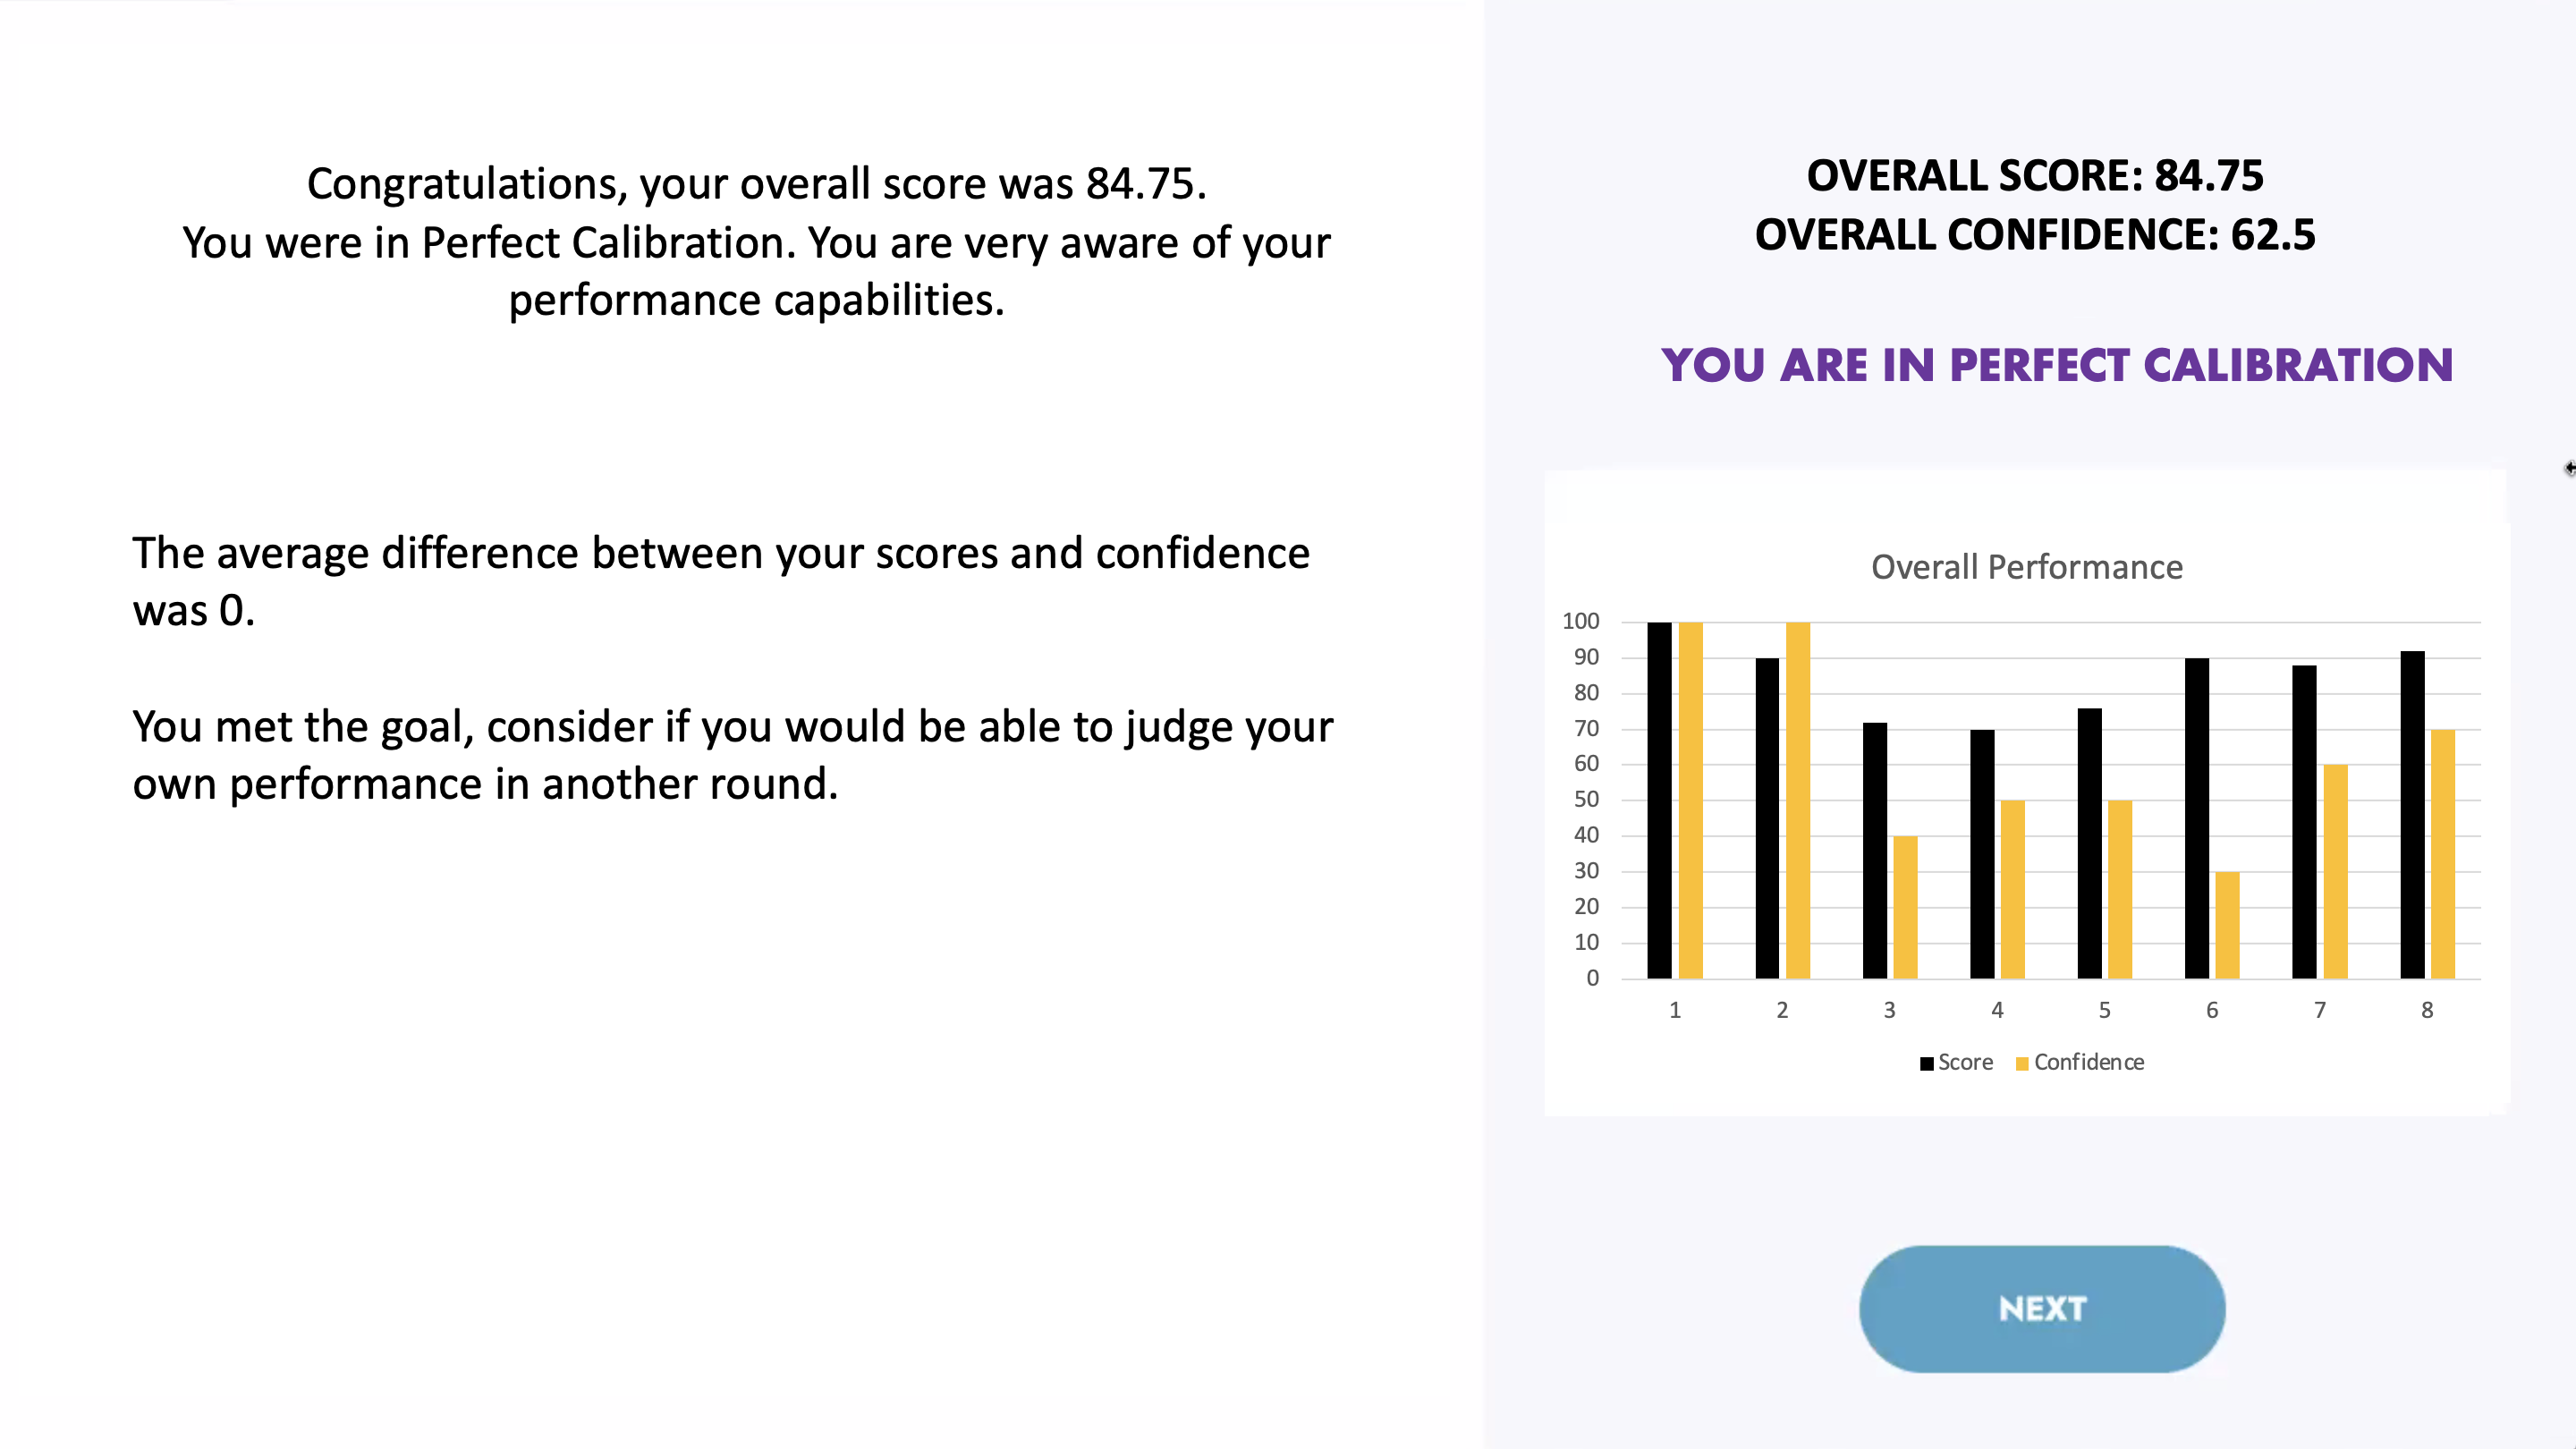 Congratulations, your overall score was 84.75.
You were in Perfect Calibration. You are very aware of your
performance capabilities.
The average difference between your scores and confidence
was 0.
You met the goal, consider if you would be able to judge your
own performance in another round.
OVERALL SCORE: 84.75
OVERALL CONFIDENCE: 62.5
YOU ARE IN PERFECT CALIBRATION
Overall Performance
100
90
80
70
60
50
40
30
20
10
0
1 2 3 4 5 6 7 8
Score Confidence
NEXT